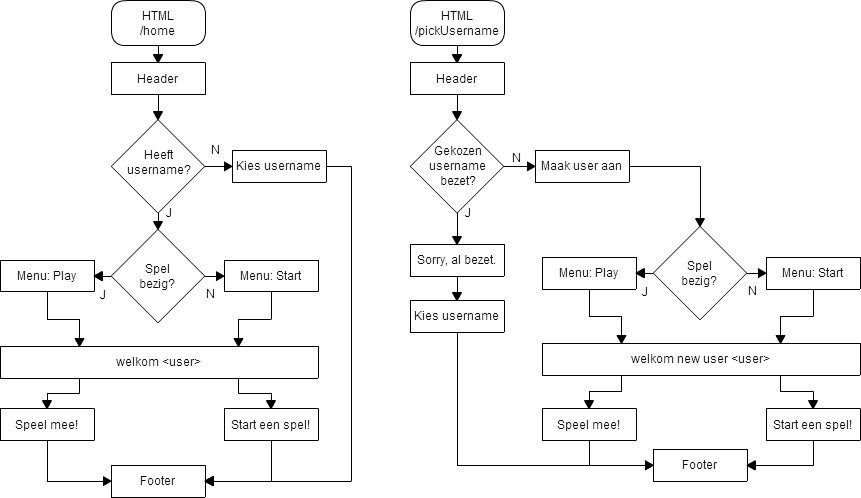 HTML
/home
Header
Heeft
username?
N
Kies username
J
Spel
bezig?
Menu: Play
J
N
Menu: Start
welkom <user>
Speel mee!
Start een spel!
Footer
HTML
/pickUsername
Header
Gekozen
username
bezet?
N
Maak user aan
J
Sorry, al bezet.
Kies username
Spel
bezig?
Menu: Play
J
N
Menu: Start
welkom new user <user>
Speel mee!
Start een spel!
Footer